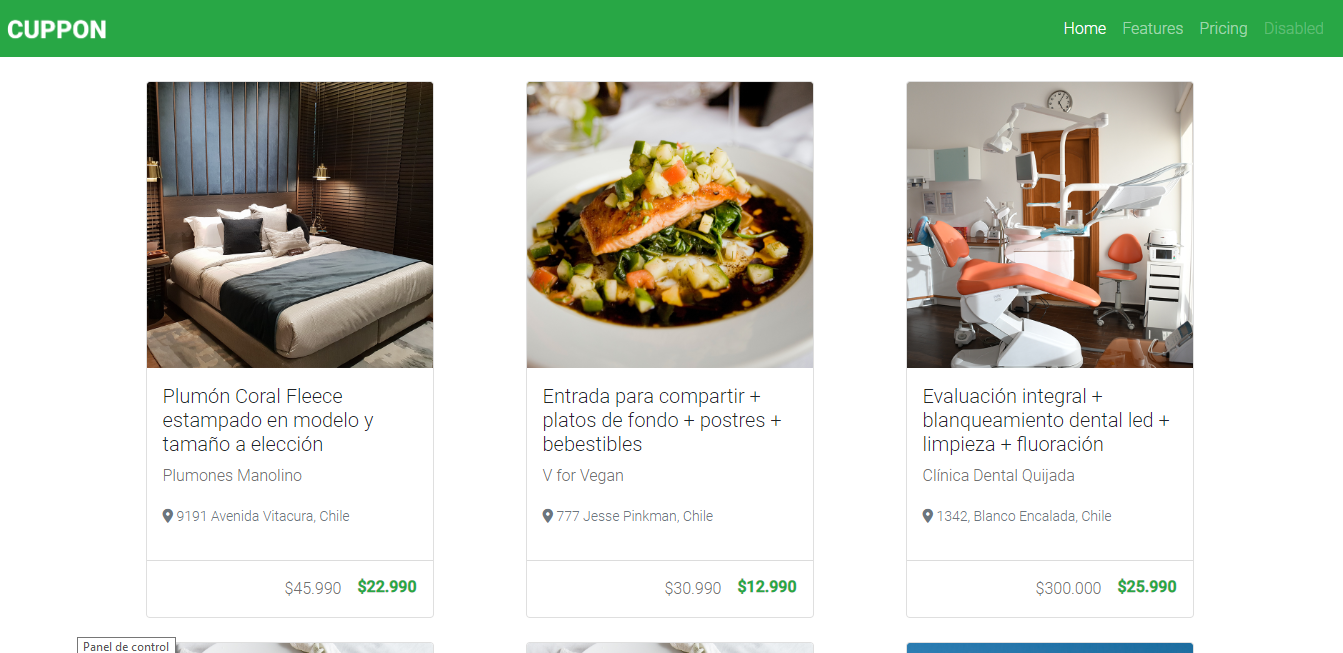 CUPPON
Home Features Pricing Disabled
Plumón Coral Fleece
estampado en modelo y
tamaño a elección
Plumones Manolino
9191 Avenida Vitacura, Chile
$45.990 $22.990
Entrada para compartir +
platos de fondo + postres +
bebestibles
V for Vegan
777 Jesse Pinkman, Chile
$30.990 $12.990
Evaluación integral +
blanqueamiento dental led +
limpieza + fluoración
Clínica Dental Quijada
1342, Blanco Encalada, Chile
$300.000 $25.990
Panel de control